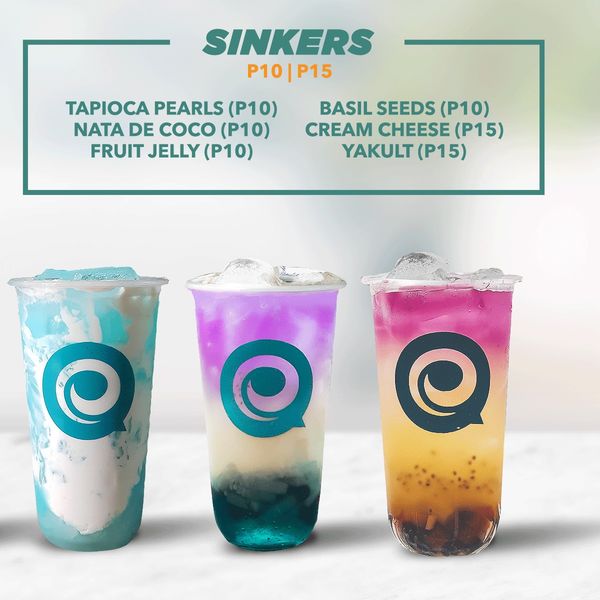 SINKERS
P10 | P15
TAPIOCA PEARLS (P10)
NATA DE COCO (P10)
FRUIT JELLY (P10)
BASIL SEEDS (P10)
CREAM CHEESE (P15)
YAKULT (P15)